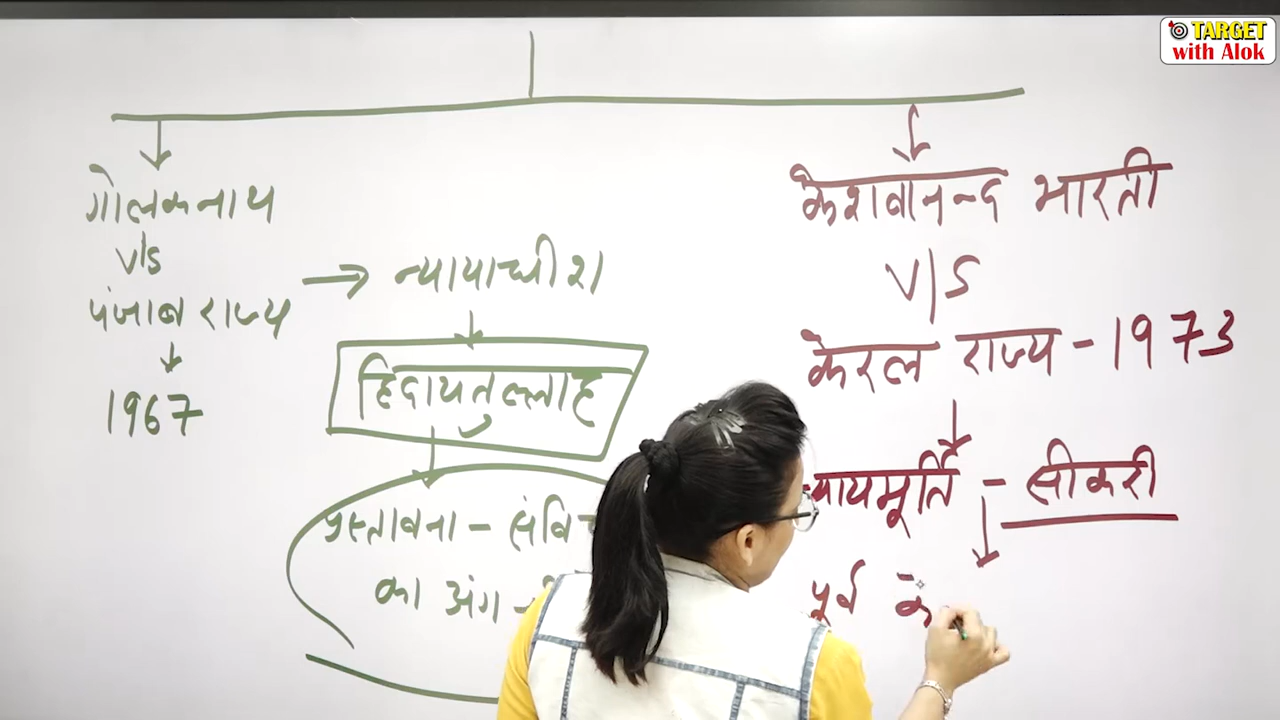 TARGET
with Alok
गोलकनाथ
v/s
पंजाब राज्य
1967
न्यायाधीश
हिदायतुल्लाह
प्रस्तावना -
का अंग -
केशवानन्द भारती
V/S
केरल राज्य - 1973
न्यायमूर्ति - सीकरी
पूर्व